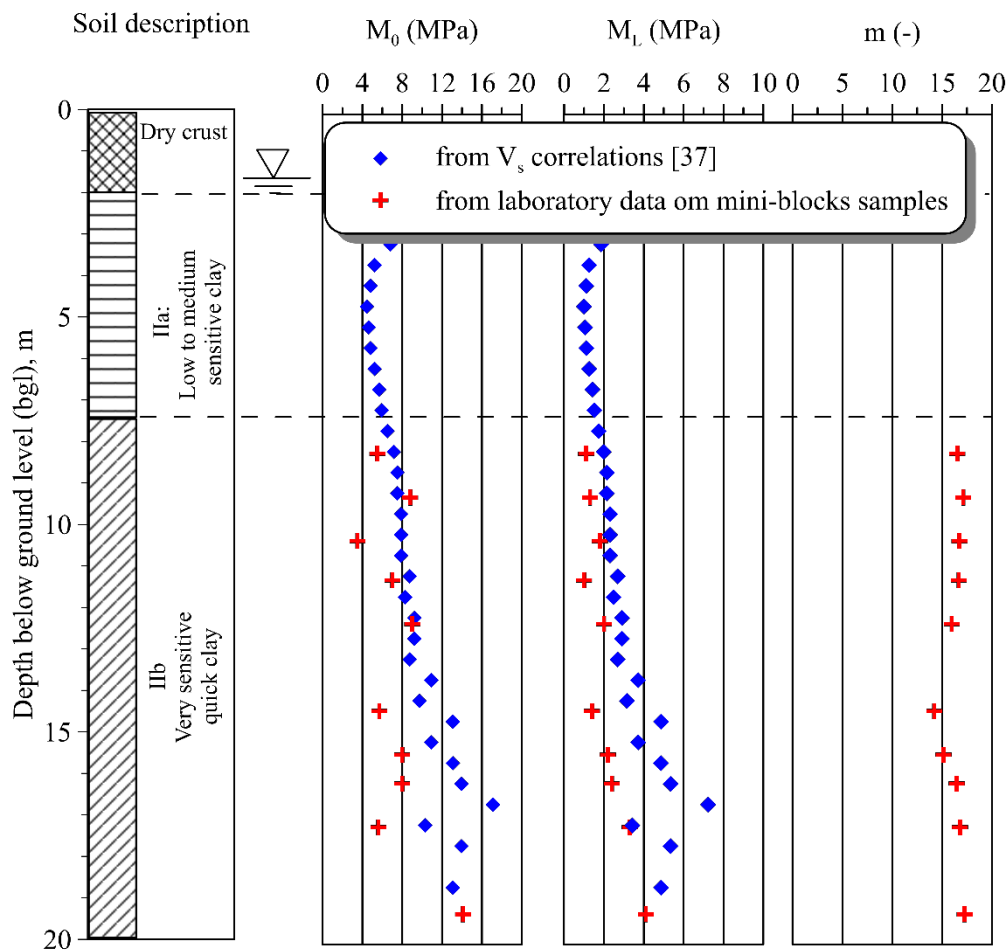 Soil description
M₀ (MPa)
M_L (MPa)
m (-)
0 4 8 12 16 20
0 2 4 6 8 10
0 5 10 15 20
0
5
10
15
20
Depth below ground level (bgl), m
Dry crust
IIa:
Low to medium
sensitive clay
IIb
Very sensitive
quick clay
from V_s correlations [37]
from laboratory data om mini-blocks samples